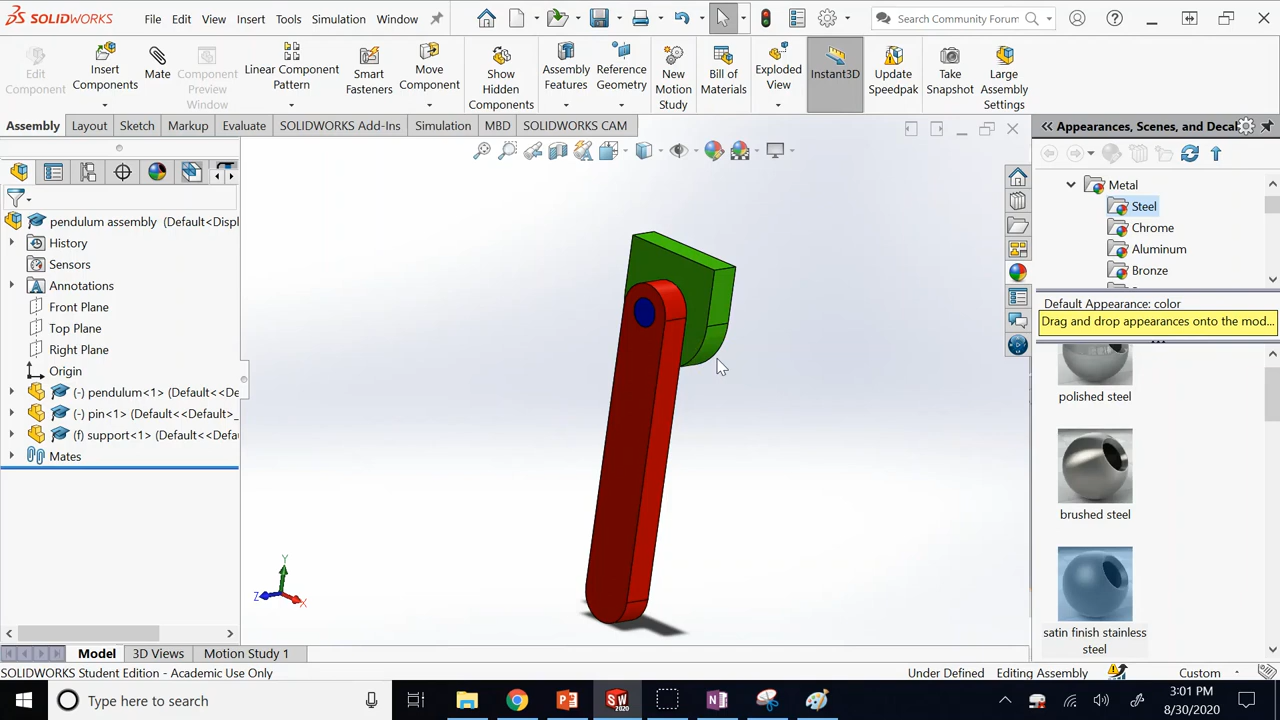 SOLIDWORKS File Edit View Insert Tools Simulation Window Search Community Forum
Edit Component
Insert Components
Mate
Component Preview Window
Linear Component Pattern
Smart Fasteners
Move Component
Show Hidden Components
Assembly Features
Reference Geometry
New Motion Study
Bill of Materials
Exploded View
Instant3D
Update Speedpak
Take Snapshot
Large Assembly Settings
Assembly Layout Sketch Markup Evaluate SOLIDWORKS Add-Ins Simulation MBD SOLIDWORKS CAM
pendulum assembly (Default<Displ
History
Sensors
Annotations
Front Plane
Top Plane
Right Plane
Origin
(-) pendulum<1> (Default<<De
(-) pin<1> (Default<<Default>_
(f) support<1> (Default<<Defau
Mates
Y
Z
X
Appearances, Scenes, and Decal
Metal
Steel
Chrome
Aluminum
Bronze
Default Appearance: color
Drag and drop appearances onto the mod...
polished steel
brushed steel
satin finish stainless
steel
Model 3D Views Motion Study 1
SOLIDWORKS Student Edition - Academic Use Only Under Defined Editing Assembly Custom
Type here to search
SW
2020
3:01 PM
8/30/2020